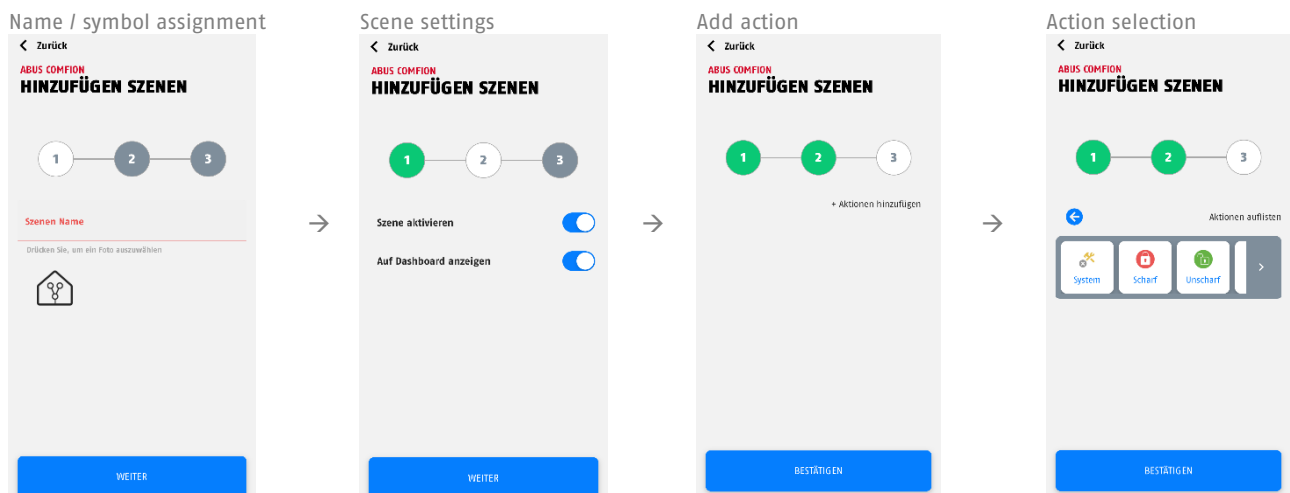 Name / symbol assignment
Zurück
ABUS COMFION
HINZUFÜGEN SZENEN
1
2
3
Szenen Name
Drücken Sie, um ein Foto auszuwählen
WEITER
Scene settings
Zurück
ABUS COMFION
HINZUFÜGEN SZENEN
1
2
3
Szene aktivieren
Auf Dashboard anzeigen
WEITER
Add action
Zurück
ABUS COMFION
HINZUFÜGEN SZENEN
1
2
3
+ Aktionen hinzufügen
BESTÄTIGEN
Action selection
Zurück
ABUS COMFION
HINZUFÜGEN SZENEN
1
2
3
Aktionen auflisten
System
Scharf
Unscharf
BESTÄTIGEN